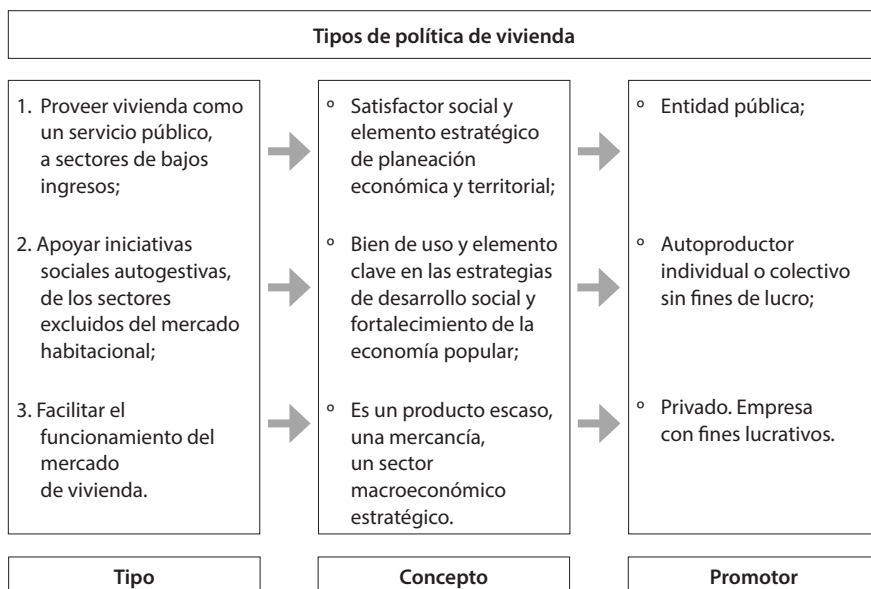 Tipos de política de vivienda
1. Proveer vivienda como
un servicio público,
a sectores de bajos
ingresos;
º Satisfactor social y
elemento estratégico
de planeación
económica y territorial;
º Entidad pública;
2. Apoyar iniciativas
sociales autogestivas,
de los sectores
excluidos del mercado
habitacional;
º Bien de uso y elemento
clave en las estrategias
de desarrollo social y
fortalecimiento de la
economía popular;
º Autoproductor
individual o colectivo
sin fines de lucro;
3. Facilitar el
funcionamiento del
mercado
de vivienda.
º Es un producto escaso,
una mercancía,
un sector
macroeconómico
estratégico.
º Privado. Empresa
con fines lucrativos.
Tipo
Concepto
Promotor